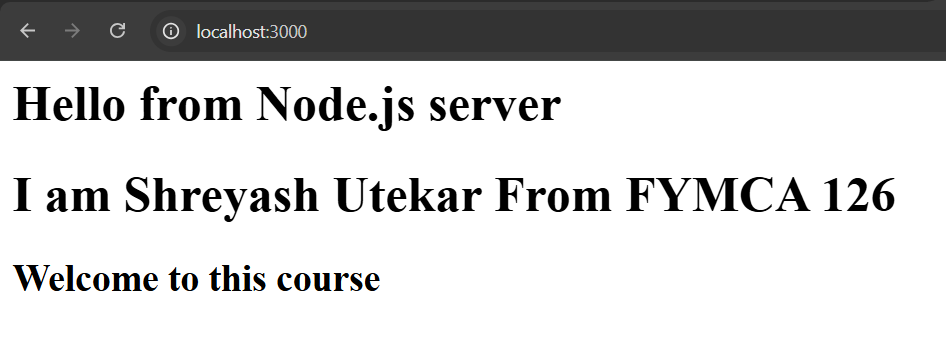 localhost:3000
Hello from Node.js server
I am Shreyash Utekar From FYMCA 126
Welcome to this course